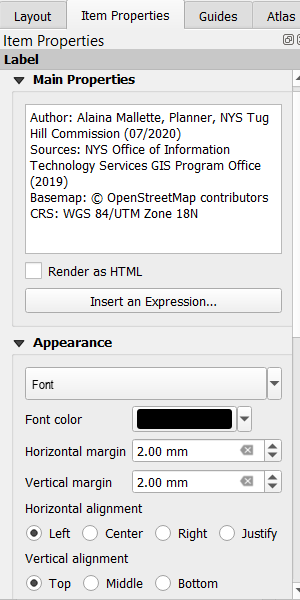 Layout Item Properties Guides Atlas
Item Properties
Label
Main Properties
Author: Alaina Mallette, Planner, NYS Tug
Hill Commission (07/2020)
Sources: NYS Office of Information
Technology Services GIS Program Office
(2019)
Basemap: © OpenStreetMap contributors
CRS: WGS 84/UTM Zone 18N
Render as HTML
Insert an Expression...
Appearance
Font
Font color
Horizontal margin 2.00 mm
Vertical margin 2.00 mm
Horizontal alignment
Left Center Right Justify
Vertical alignment
Top Middle Bottom